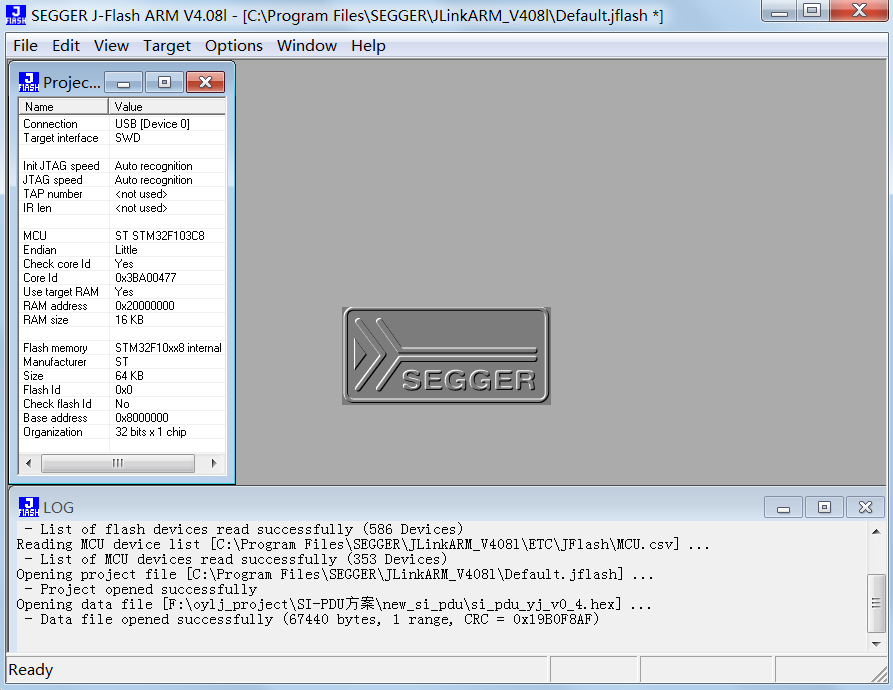 SEGGER J-Flash ARM V4.08l - [C:\Program Files\SEGGER\JLinkARM_V408l\Default.jflash *]
File Edit View Target Options Window Help
Projec...
Name Value
Connection USB [Device 0]
Target interface SWD
Init JTAG speed Auto recognition
JTAG speed Auto recognition
TAP number <not used>
IR len <not used>
MCU ST STM32F103C8
Endian Little
Check core Id Yes
Core Id 0x3BA00477
Use target RAM Yes
RAM address 0x20000000
RAM size 16 KB
Flash memory STM32F10xx8 internal
Manufacturer ST
Size 64 KB
Flash Id 0x0
Check flash Id No
Base address 0x8000000
Organization 32 bits x 1 chip
SEGGER
LOG
- List of flash devices read successfully (586 Devices)
Reading MCU device list [C:\Program Files\SEGGER\JLinkARM_V408l\ETC\JFlash\MCU.csv] ...
- List of MCU devices read successfully (353 Devices)
Opening project file [C:\Program Files\SEGGER\JLinkARM_V408l\Default.jflash] ...
- Project opened successfully
Opening data file [F:\oylj_project\SI-PDU方案\new_si_pdu\si_pdu_yj_v0_4.hex] ...
- Data file opened successfully (67440 bytes, 1 range, CRC = 0x19B0F8AF)
Ready